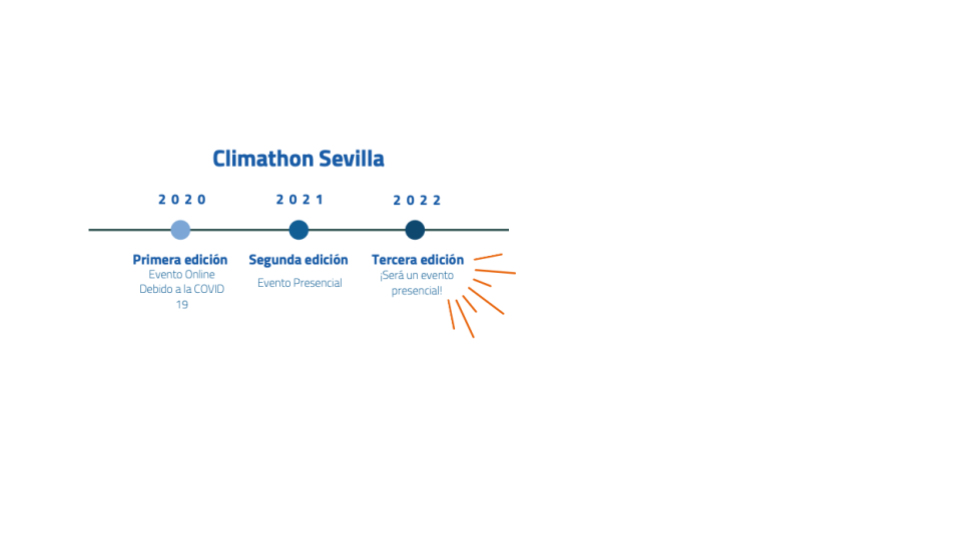 Climathon Sevilla
2020
2021
2022
Primera edición
Evento Online
Debido a la COVID
19
Segunda edición
Evento Presencial
Tercera edición
¡Será un evento
presencial!